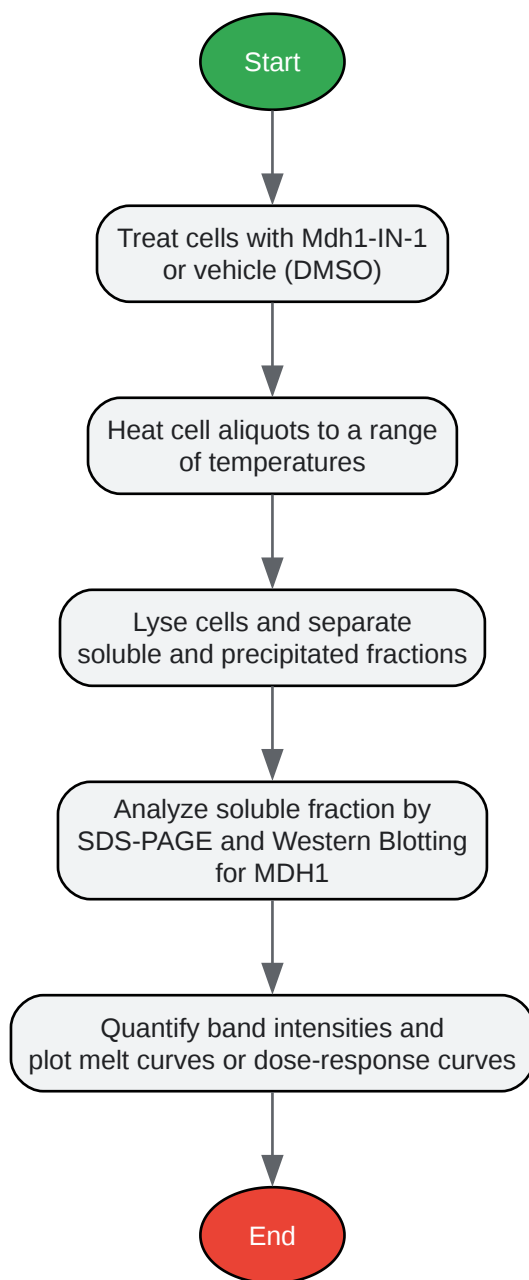 Start
Treat cells with Mdh1-IN-1
or vehicle (DMSO)
Heat cell aliquots to a range
of temperatures
Lyse cells and separate
soluble and precipitated fractions
Analyze soluble fraction by
SDS-PAGE and Western Blotting
for MDH1
Quantify band intensities and
plot melt curves or dose-response curves
End